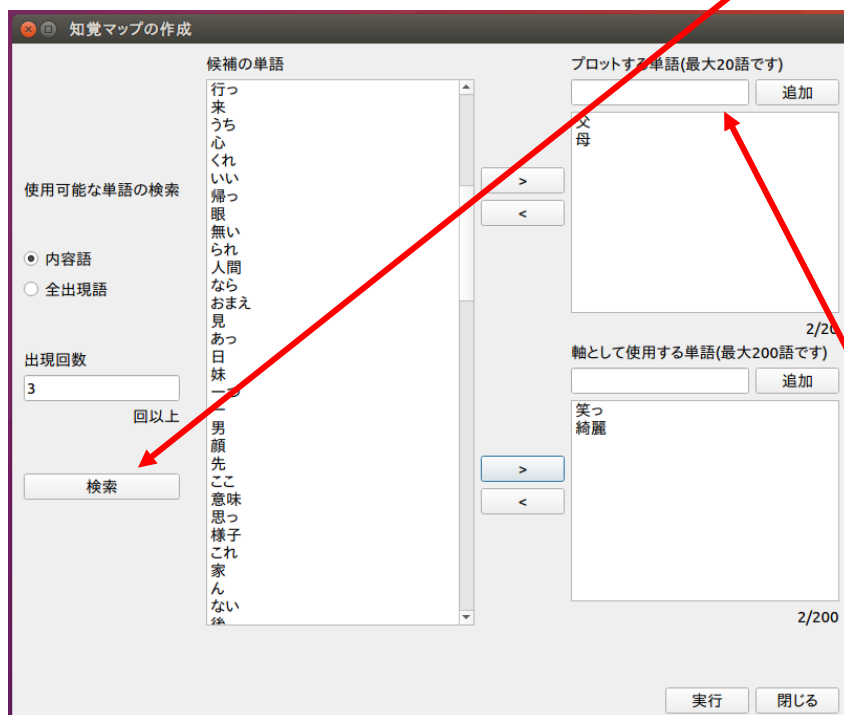 知覚マップの作成
候補の単語
行っ
来
うち
心
くれ
いい
帰っ
眼
無い
られ
人間
なら
おまえ
見
あっ
日
妹
一つ
一
男
顔
先
ここ
意味
思っ
様子
これ
家
ん
ない
後
使用可能な単語の検索
内容語
全出現語
出現回数
3
回以上
検索
>
<
>
<
プロットする単語(最大20語です)
追加
父
母
2/20
軸として使用する単語(最大200語です)
追加
笑っ
綺麗
2/200
実行
閉じる